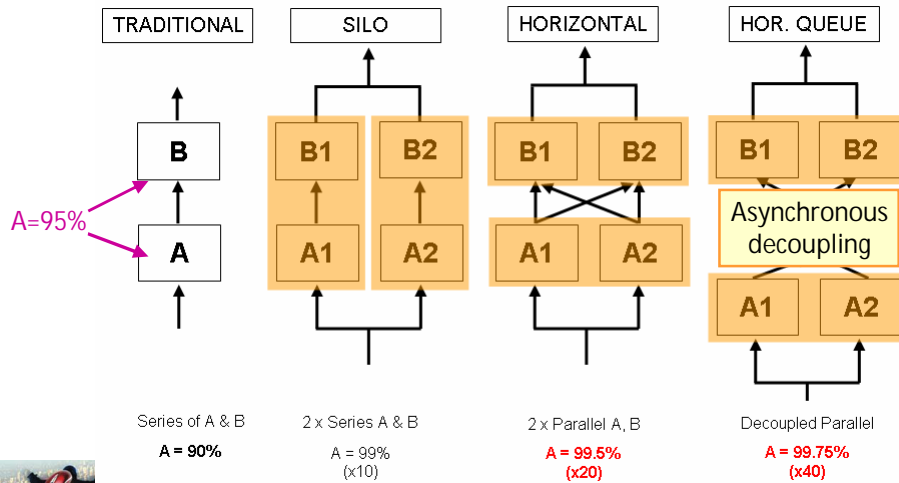 TRADITIONAL
SILO
HORIZONTAL
HOR. QUEUE
B
B1
B2
B1
B2
B1
B2
A=95%
Asynchronous
decoupling
A
A1
A2
A1
A2
A1
A2
Series of A & B
2 x Series A & B
2 x Parallel A, B
Decoupled Parallel
A = 90%
A = 99%
(x10)
A = 99.5%
(x20)
A = 99.75%
(x40)